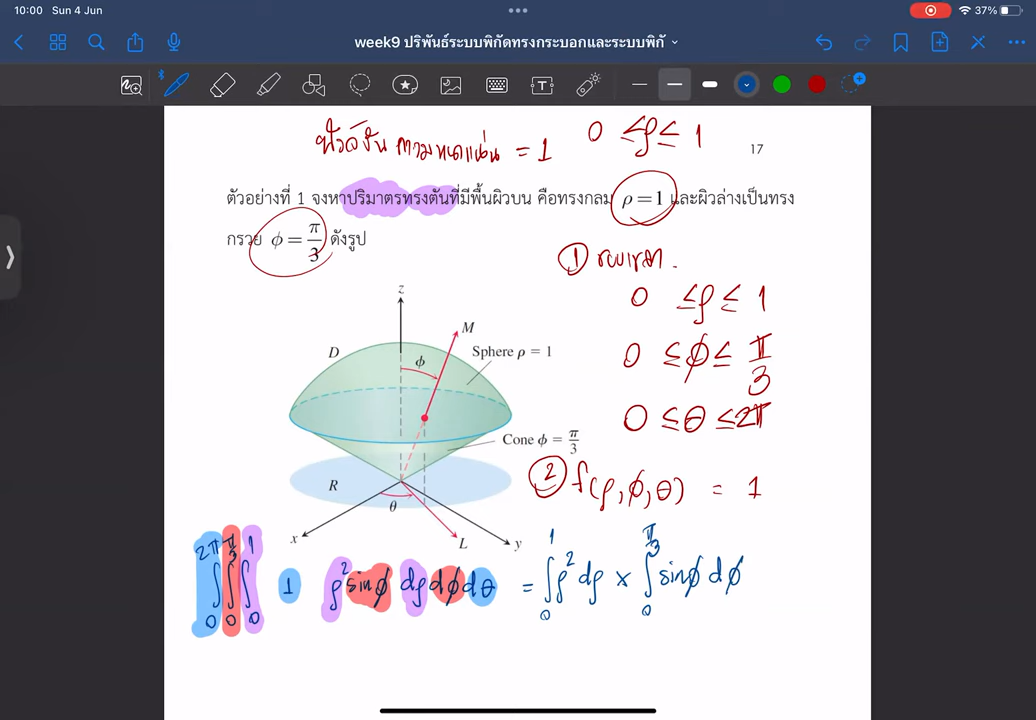 10:00 Sun 4 Jun
37%
week9 ปริพันธ์ระบบพิกัดทรงกระบอกและระบบพิกั
ฟังก์ชัน ความหนาแน่น = 1 0 ≤ ρ ≤ 1
17
ตัวอย่างที่ 1 จงหาปริมาตรทรงตันที่มีพื้นผิวบน คือทรงกลม ρ = 1 และผิวล่างเป็นทรง
กรวย ϕ = π/3 ดังรูป
① ขอบเขต.
0 ≤ ρ ≤ 1
0 ≤ ϕ ≤ π/3
0 ≤ θ ≤ 2π
z
M
D
ϕ
Sphere ρ = 1
Cone ϕ = π/3
R
θ
x
L
y
② f(ρ, ϕ, θ) = 1
∫₀^2π ∫₀^π/3 ∫₀^1 1 ρ² sinϕ dρ dϕ dθ = ∫₀^1 ρ² dρ × ∫₀^π/3 sinϕ dϕ